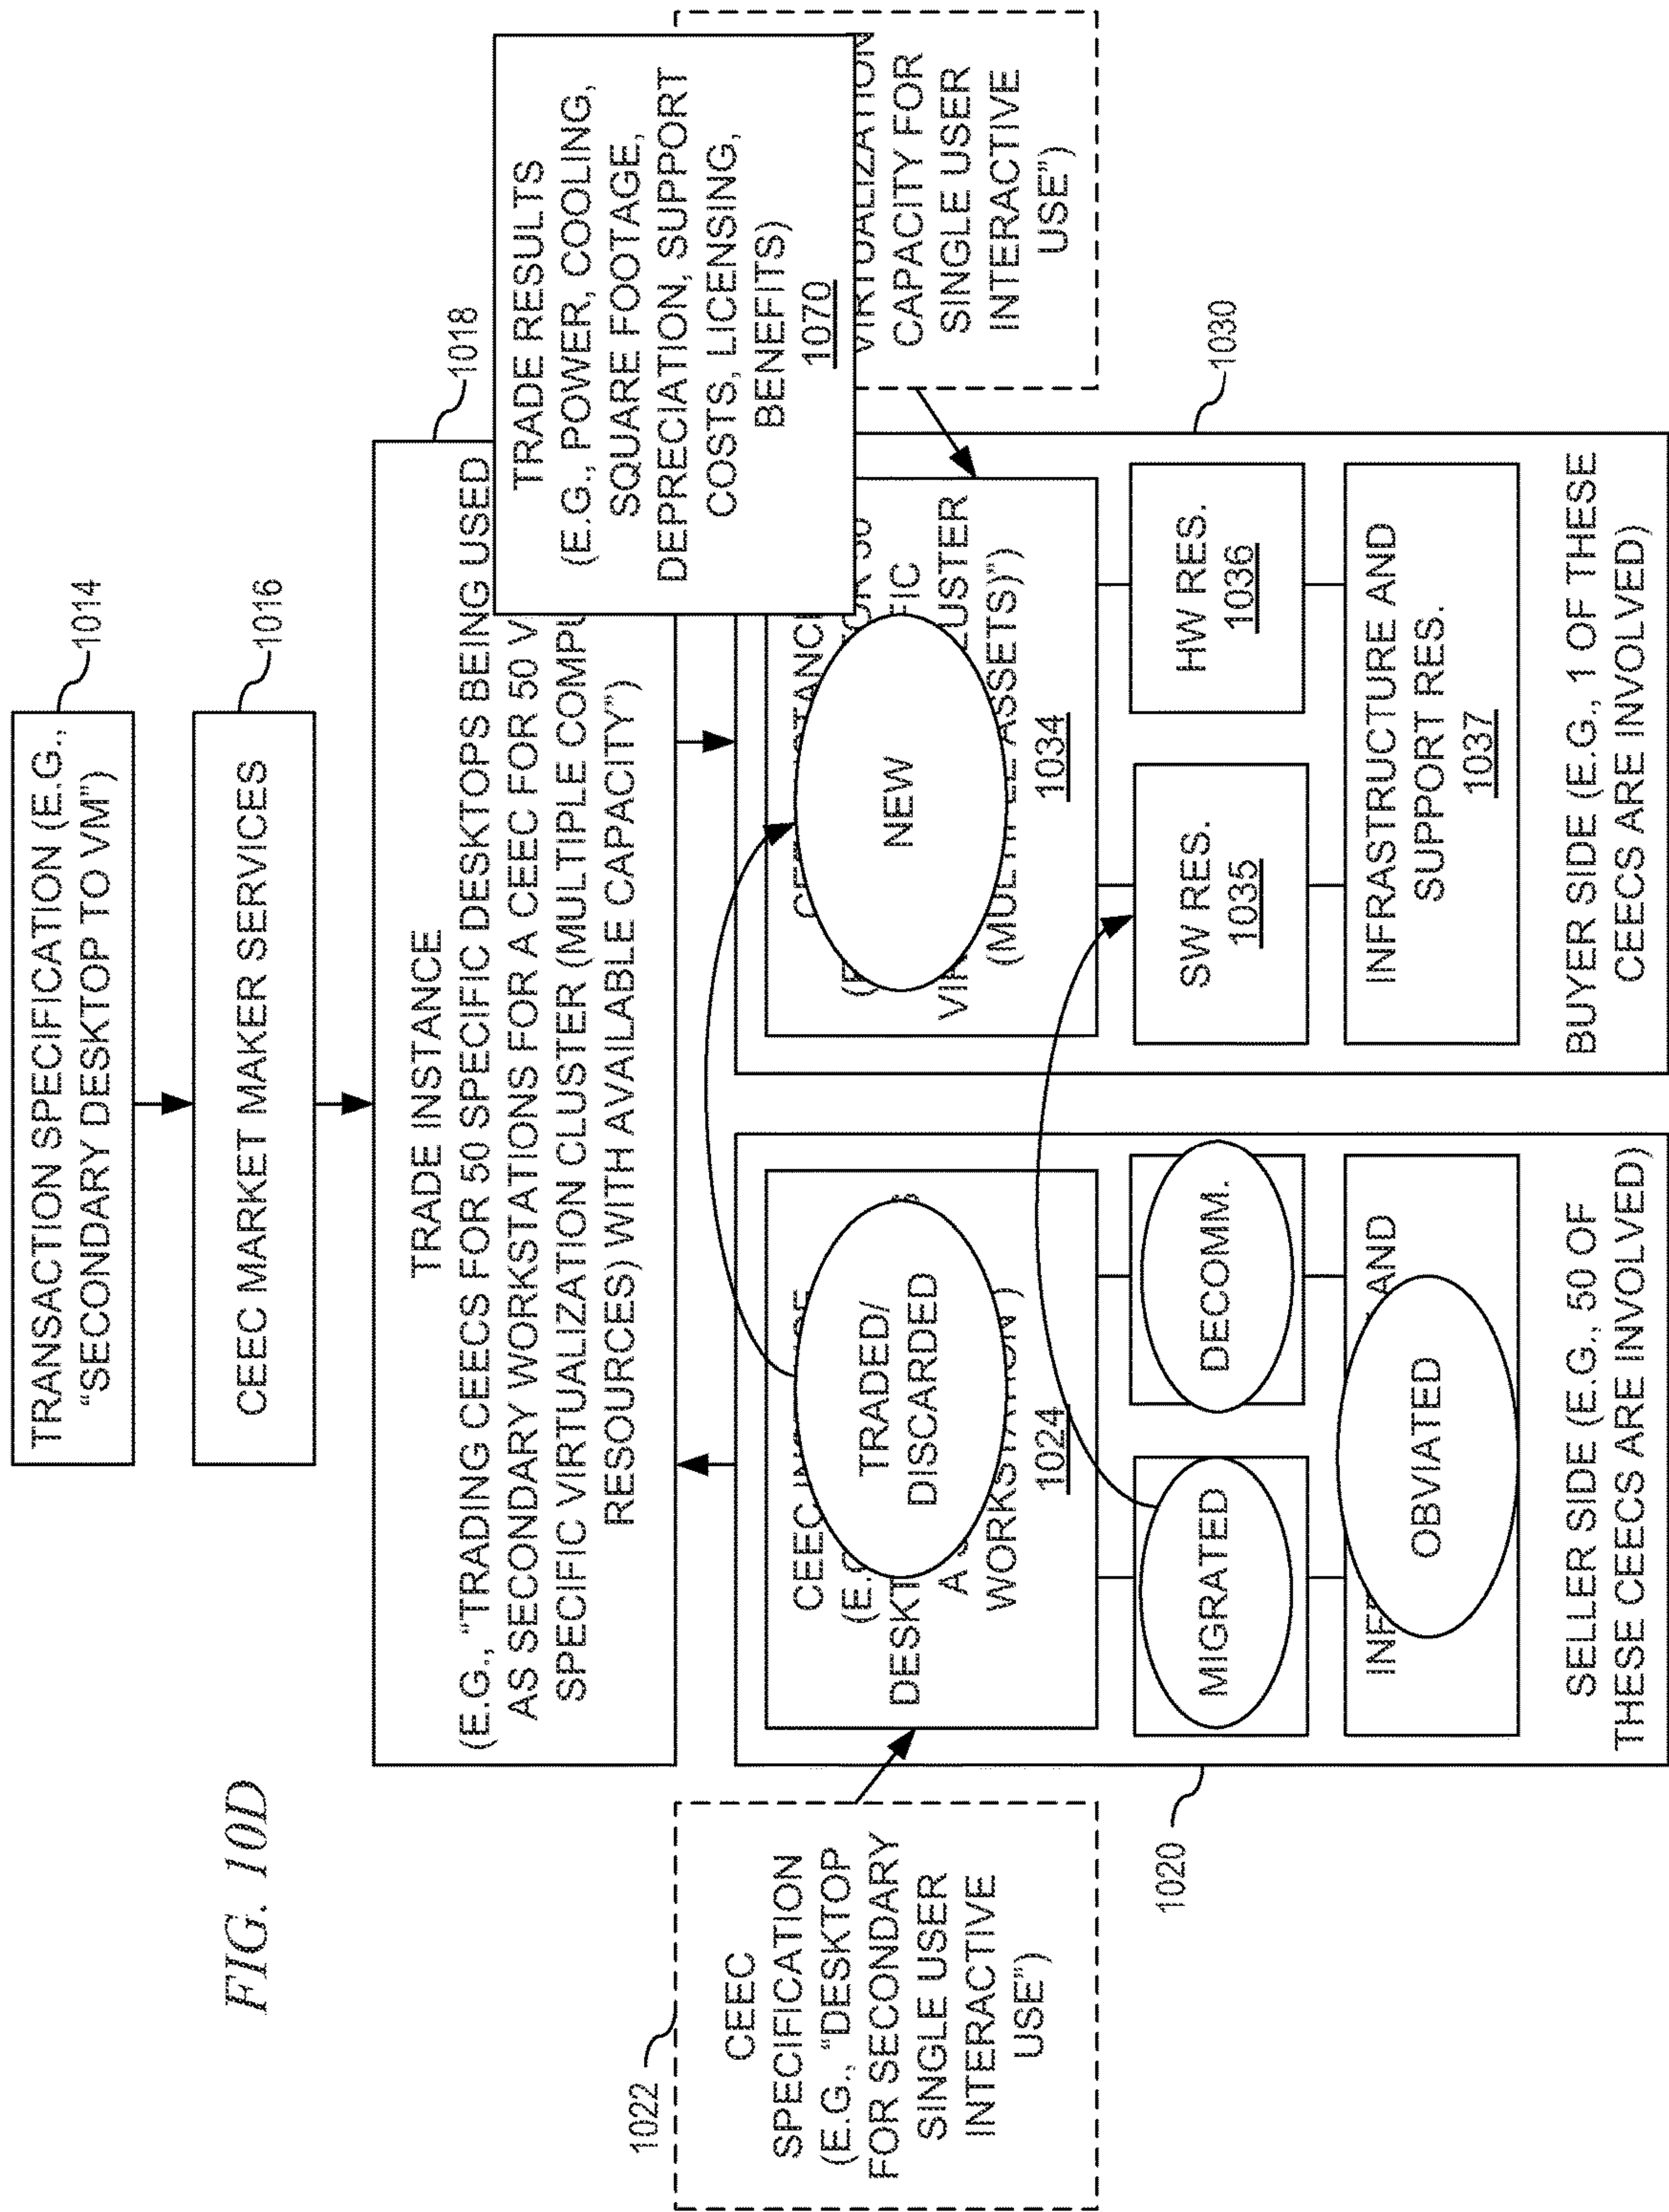 FIG. 10D
TRANSACTION SPECIFICATION (E.G.,
“SECONDARY DESKTOP TO VM”)
1014
CEEC MARKET MAKER SERVICES
1016
TRADE INSTANCE
(E.G., “TRADING CEECS FOR 50 SPECIFIC DESKTOPS BEING USED
AS SECONDARY WORKSTATIONS FOR A CEEC FOR 50
SPECIFIC VIRTUALIZATION CLUSTER (MULTIPLE
RESOURCES) WITH AVAILABLE CAPACITY”)
1018
TRADE RESULTS
(E.G., POWER, COOLING,
SQUARE FOOTAGE,
DEPRECIATION, SUPPORT
COSTS, LICENSING,
BENEFITS)
1070
VIRTUALIZATION
CAPACITY FOR
SINGLE USER
INTERACTIVE
USE”)
1022
CEEC
SPECIFICATION
(E.G., “DESKTOP
FOR SECONDARY
SINGLE USER
INTERACTIVE
USE”)
1020
CEEC
A
WORKSTATION”)
TRADED/
DISCARDED
1024
MIGRATED
DECOMM.
AND
OBVIATED
SELLER SIDE (E.G., 50 OF
THESE CEECS ARE INVOLVED)
ASSETS)”)
NEW
1034
SW RES.
1035
HW RES.
1036
INFRASTRUCTURE AND
SUPPORT RES.
1037
BUYER SIDE (E.G., 1 OF THESE
CEECS ARE INVOLVED)
1030